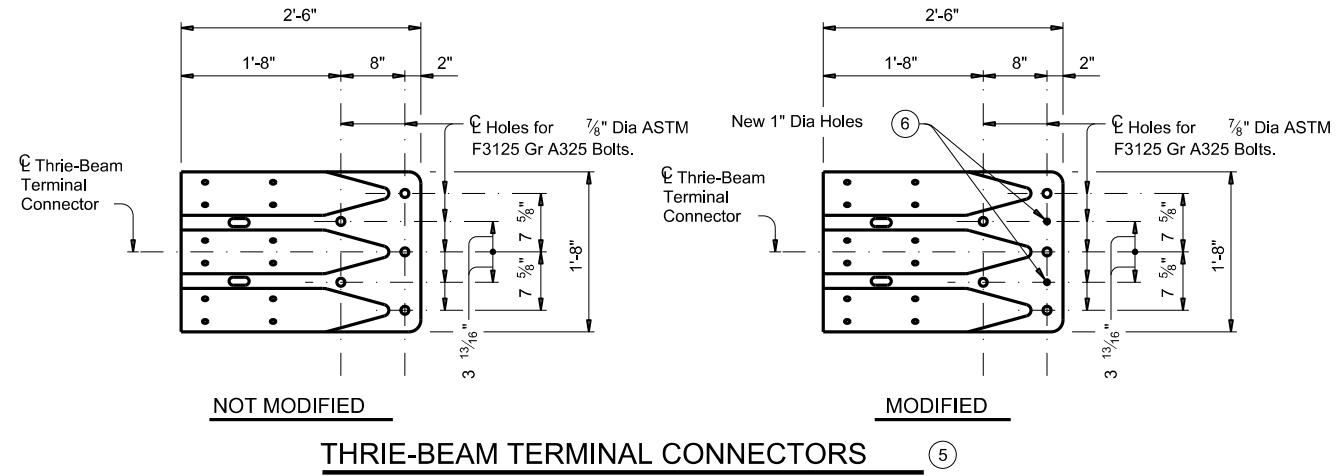 2'-6"
1'-8"
8"
2"
℄ Holes for 7/8" Dia ASTM
F3125 Gr A325 Bolts.
℄ Thrie-Beam
Terminal
Connector
7 5/8"
7 5/8"
1'-8"
3 13/16"
NOT MODIFIED
2'-6"
1'-8"
8"
2"
New 1" Dia Holes
6
℄ Holes for 7/8" Dia ASTM
F3125 Gr A325 Bolts.
℄ Thrie-Beam
Terminal
Connector
7 5/8"
7 5/8"
1'-8"
3 13/16"
MODIFIED
THRIE-BEAM TERMINAL CONNECTORS 5